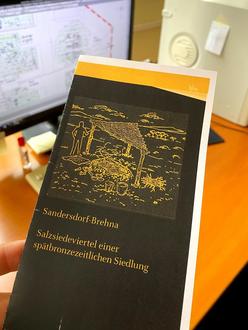 Sandersdorf-Brehna
Salzsiedeviertel einer
spätbronzezeitlichen Siedlung